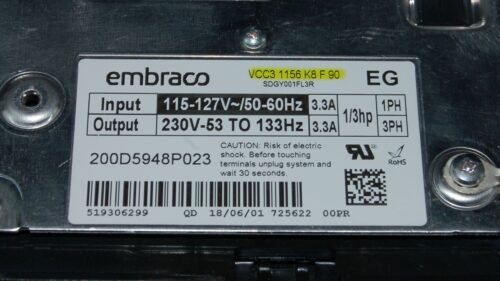 embraco VCC3 1156 K8 F 90 EG
SDGY001FL3R
Input 115-127V~/50-60Hz 3.3A 1/3hp 1PH
Output 230V-53 TO 133Hz 3.3A 3PH
200D5948P023
CAUTION: Risk of electric
shock. Before touching
terminals unplug system and
wait 30 seconds.
RoHS
519306299 QD 18/06/01 725622 00PR